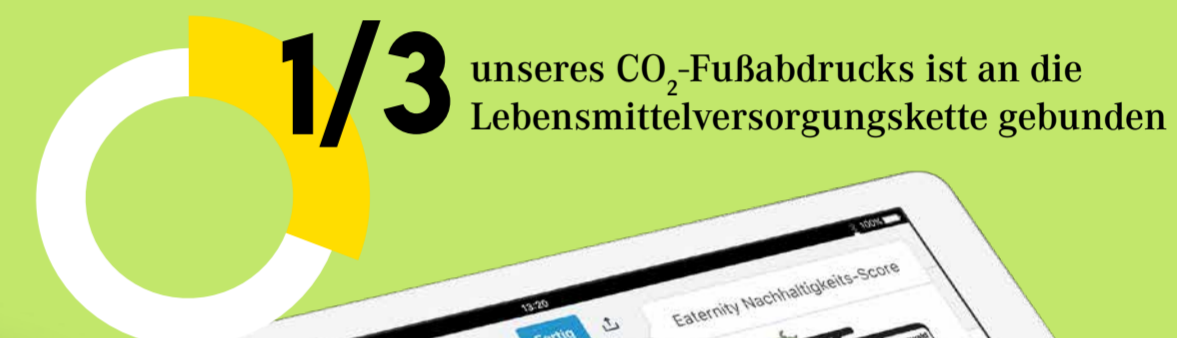 1/3
unseres CO₂-Fußabdrucks ist an die
Lebensmittelversorgungskette gebunden
100%
13:20
Fertig
Eaternity Nachhaltigkeits-Score